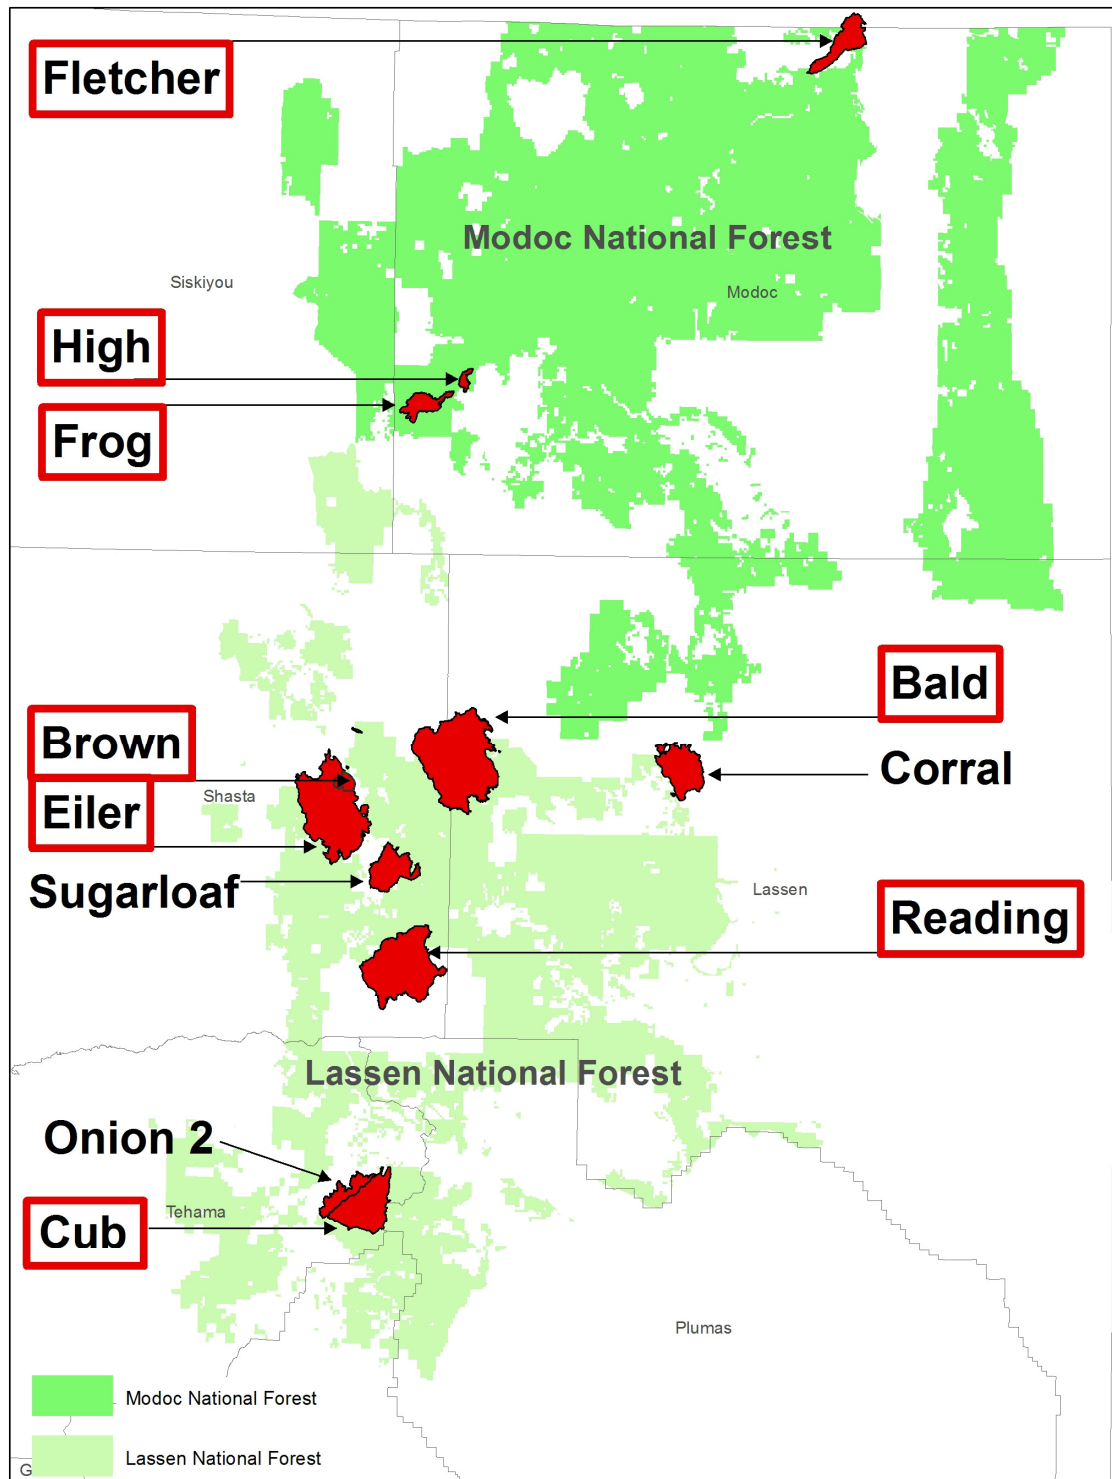 Fletcher
Modoc National Forest
Siskiyou
Modoc
High
Frog
Bald
Brown
Corral
Shasta
Eiler
Sugarloaf
Lassen
Reading
Lassen National Forest
Onion 2
Tehama
Cub
Plumas
Modoc National Forest
Lassen National Forest
G